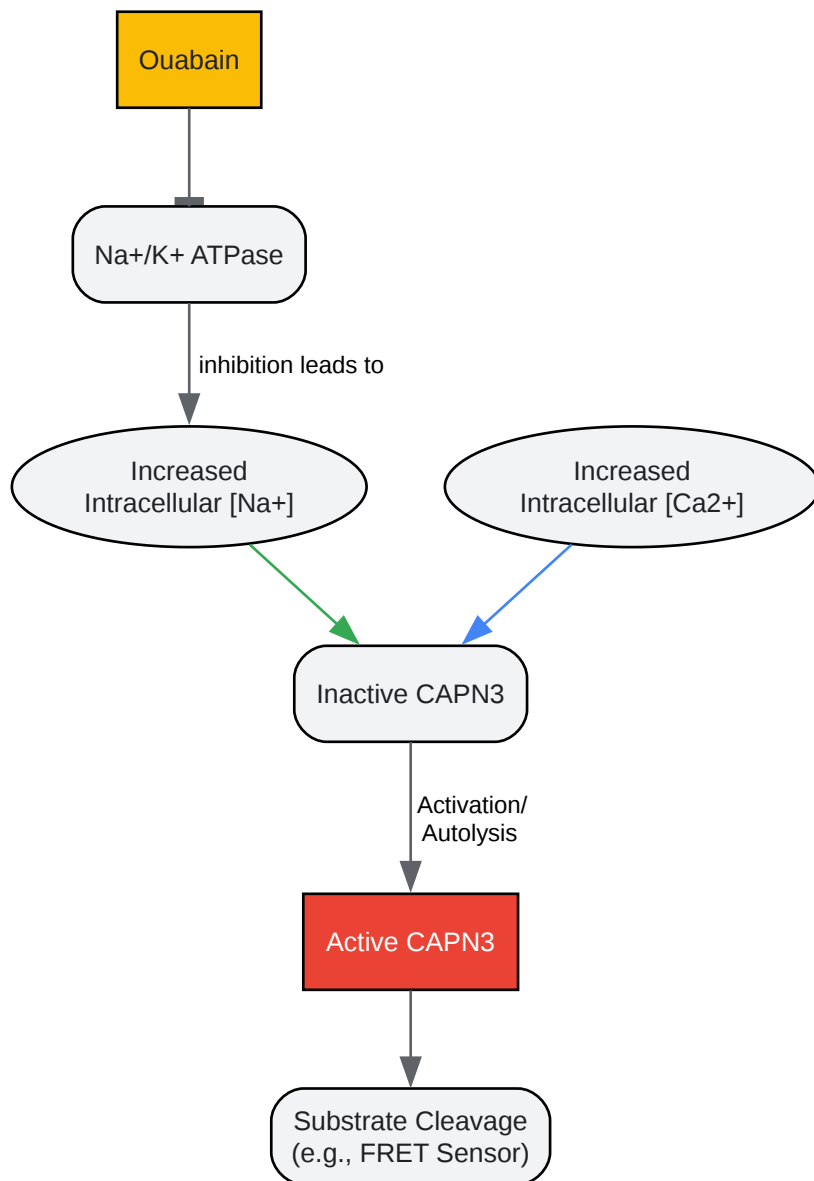 Ouabain
Na+/K+ ATPase
inhibition leads to
Increased
Intracellular [Na+]
Increased
Intracellular [Ca2+]
Inactive CAPN3
Activation/
Autolysis
Active CAPN3
Substrate Cleavage
(e.g., FRET Sensor)